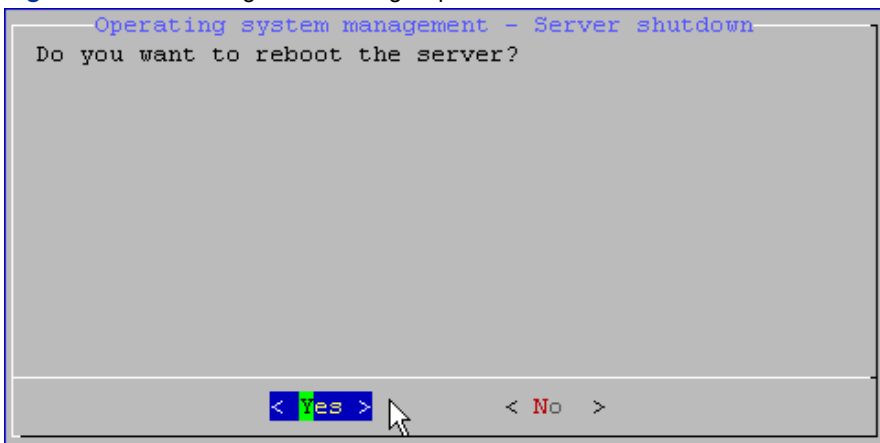 Operating system management - Server shutdown
Do you want to reboot the server?
< Yes > < No >